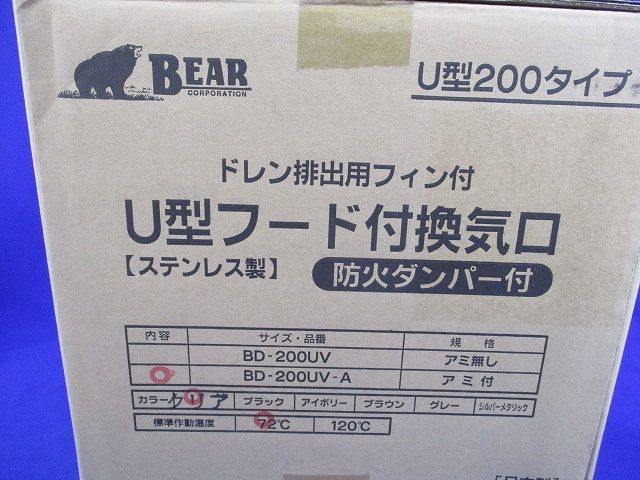 BEAR
CORPORATION
U型200タイプ
ドレン排出用フィン付
U型フード付換気口
【ステンレス製】 防火ダンパー付
内容 サイズ・品番 規格
BD-200UV アミ無し
BD-200UV-A アミ付
カラー クリア ブラック アイボリー ブラウン グレー シルバーメタリック
標準作動温度 72℃ 120℃